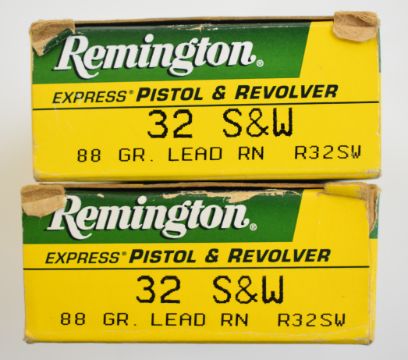 Remington®
EXPRESS® PISTOL & REVOLVER
32 S&W
88 GR. LEAD RN R32SW
Remington®
EXPRESS® PISTOL & REVOLVER
32 S&W
88 GR. LEAD RN R32SW